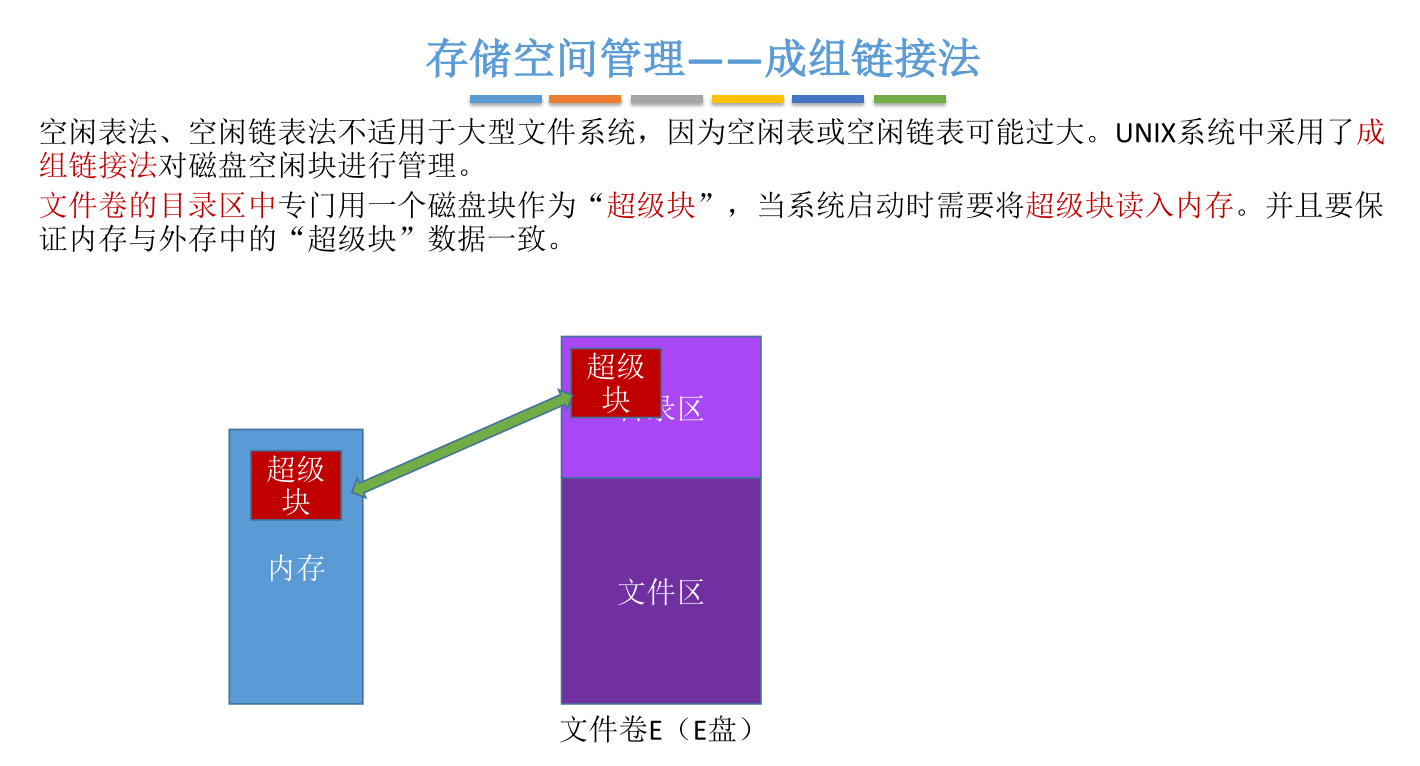 存储空间管理——成组链接法
空闲表法、空闲链表法不适用于大型文件系统，因为空闲表或空闲链表可能过大。UNIX系统中采用了成
组链接法对磁盘空闲块进行管理。
文件卷的目录区中专门用一个磁盘块作为“超级块”，当系统启动时需要将超级块读入内存。并且要保
证内存与外存中的“超级块”数据一致。
超级
块
录区
超级
块
内存
文件区
文件卷E（E盘）